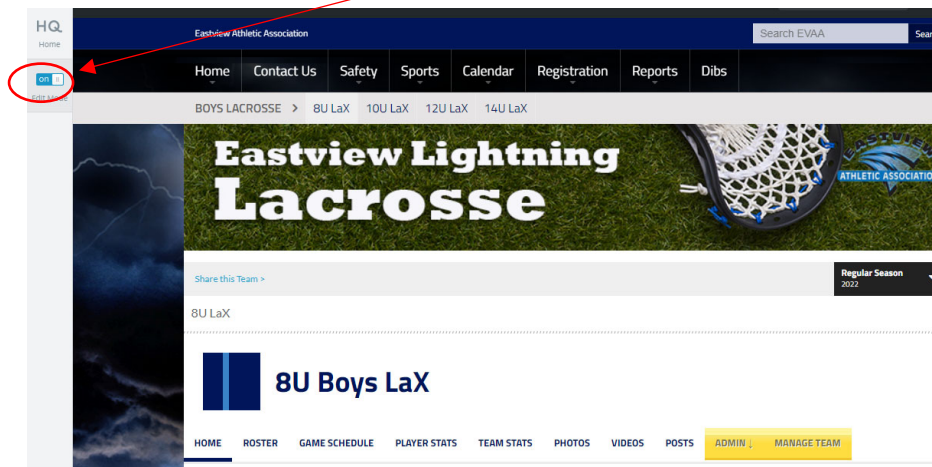 HQ
Home
on
Edit Mode
Eastview Athletic Association
Search EVAA
Sear
Home Contact Us Safety Sports Calendar Registration Reports Dibs
BOYS LACROSSE > 8U LaX 10U LaX 12U LaX 14U LaX
Eastview Lightning
Lacrosse
EASTVIEW
ATHLETIC ASSOCIATIO
Share this Team >
Regular Season
2022
8U LaX
8U Boys LaX
HOME ROSTER GAME SCHEDULE PLAYER STATS TEAM STATS PHOTOS VIDEOS POSTS ADMIN ↓ MANAGE TEAM